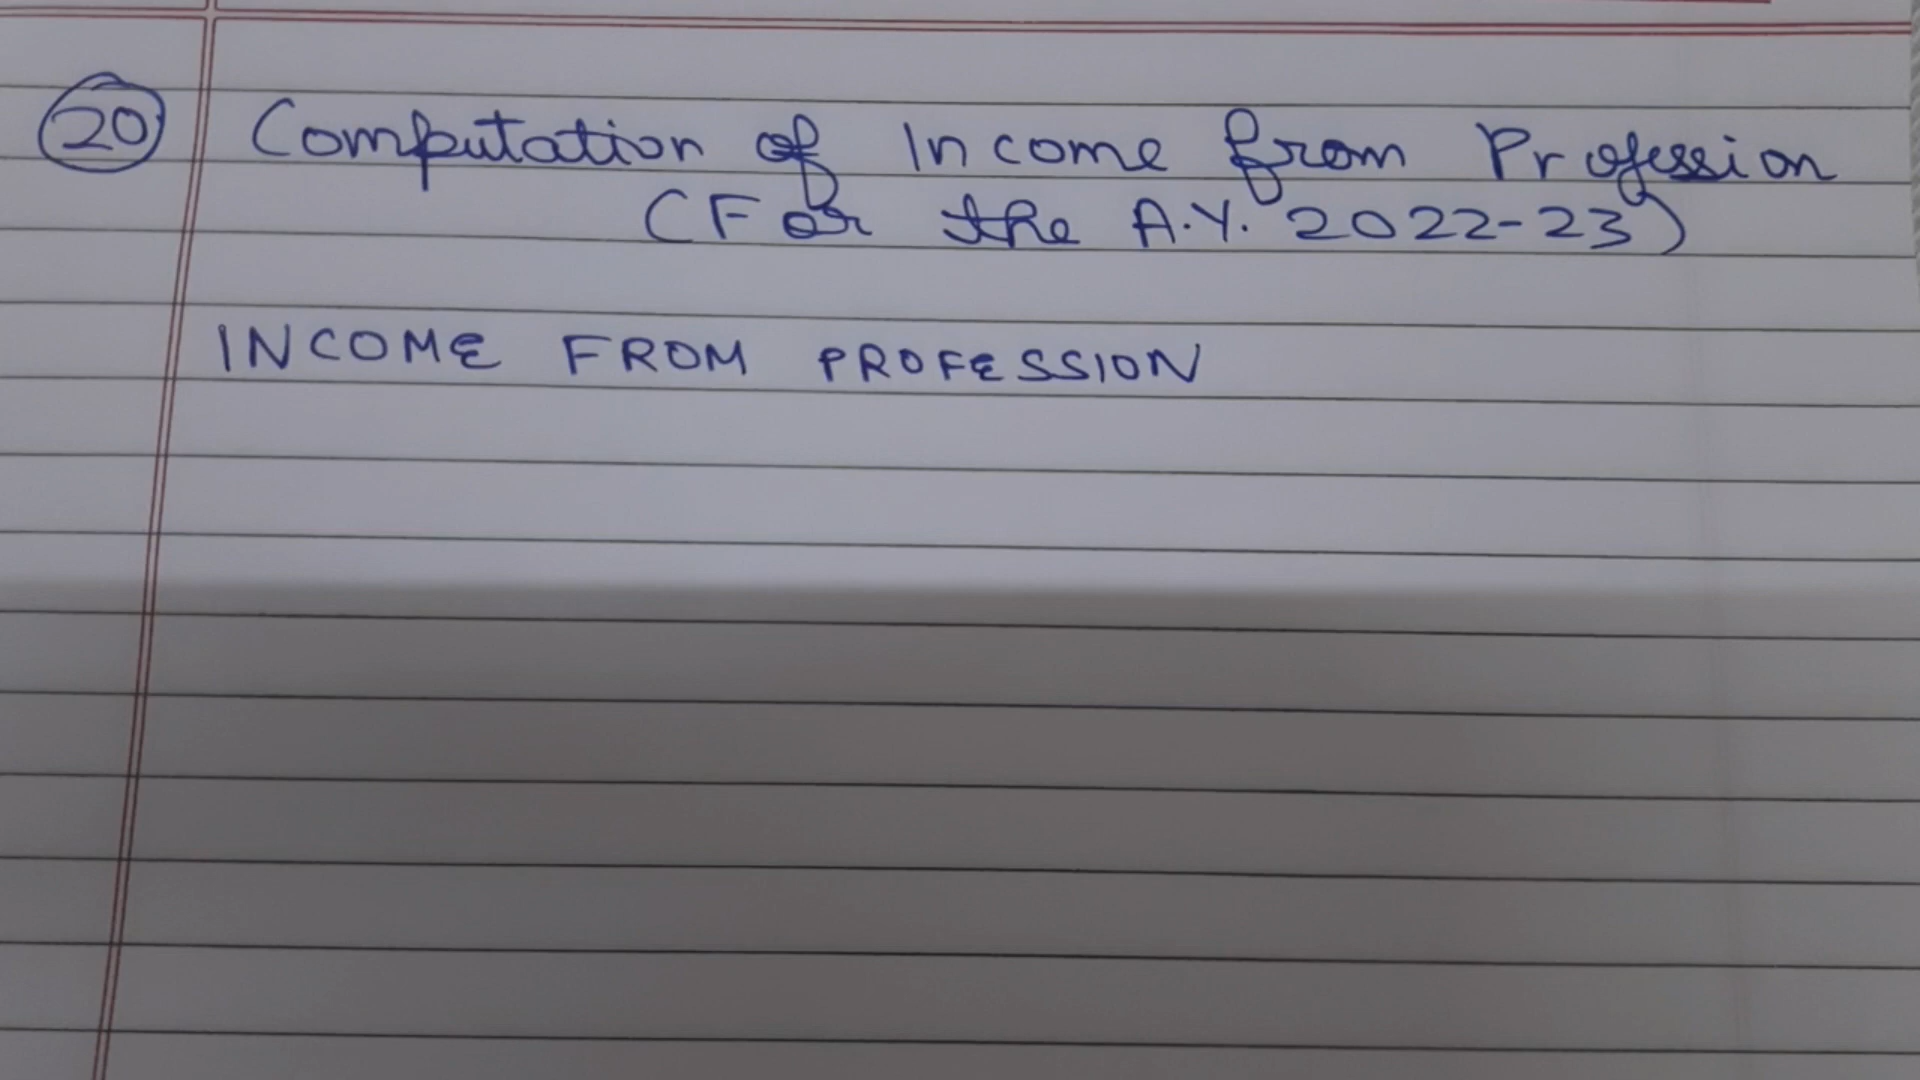 20 Computation of Income from Profession
(For the A.Y. 2022-23)
INCOME FROM PROFESSION